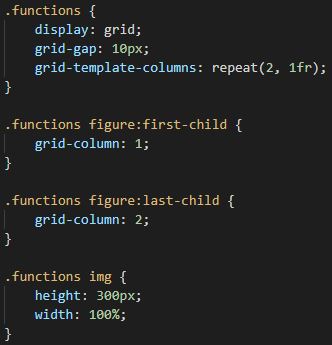 .functions {
    display: grid;
    grid-gap: 10px;
    grid-template-columns: repeat(2, 1fr);
}

.functions figure:first-child {
    grid-column: 1;
}

.functions figure:last-child {
    grid-column: 2;
}

.functions img {
    height: 300px;
    width: 100%;
}